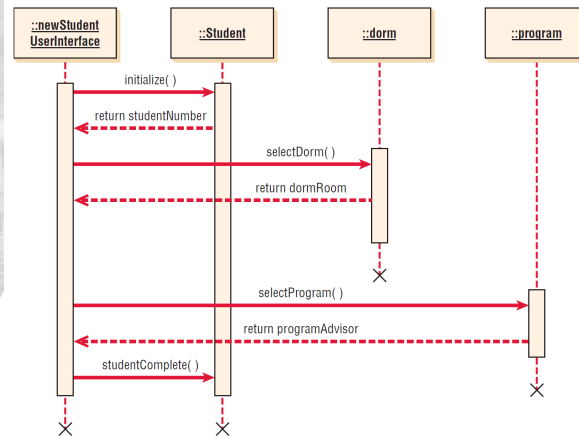 ::newStudent
UserInterface
::Student
::dorm
::program
initialize( )
return studentNumber
selectDorm( )
return dormRoom
selectProgram( )
return programAdvisor
studentComplete( )